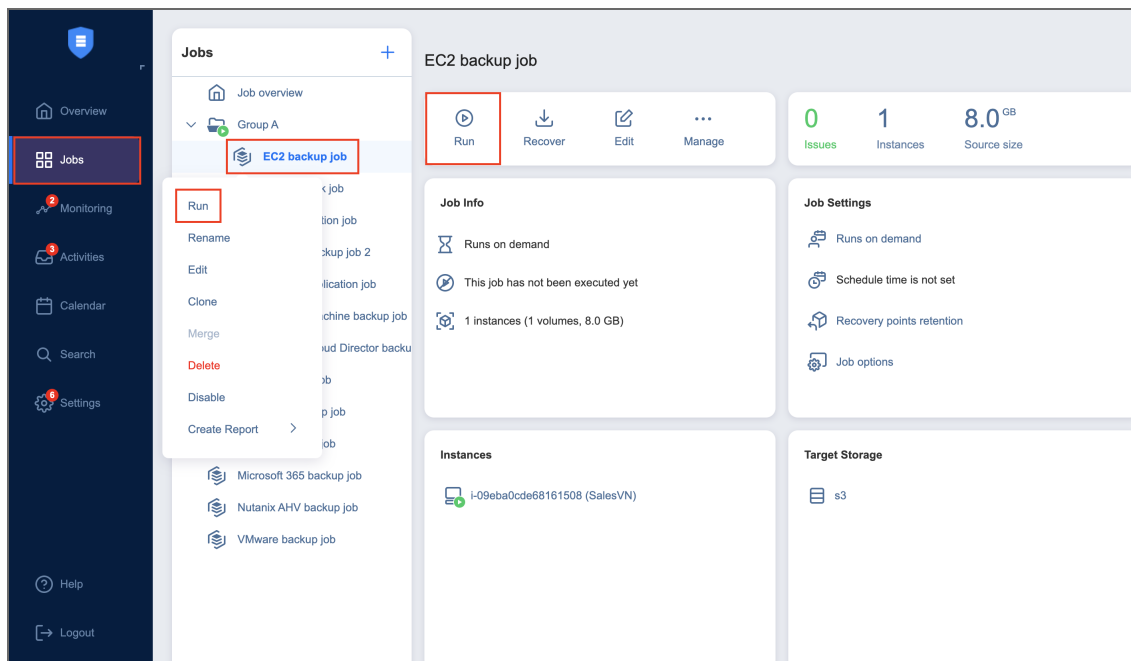 Overview
Jobs
2
Monitoring
3
Activities
Calendar
Search
6
Settings
Help
Logout
Jobs
Job overview
Group A
EC2 backup job
Run
Rename
Edit
Clone
Merge
Delete
Disable
Create Report
job
tion job
kup job 2
lication job
chine backup job
ud Director backu
b
p job
ob
Microsoft 365 backup job
Nutanix AHV backup job
VMware backup job
EC2 backup job
Run
Recover
Edit
Manage
0 1 8.0 GB
Issues Instances Source size
Job Info
Runs on demand
This job has not been executed yet
1 instances (1 volumes, 8.0 GB)
Job Settings
Runs on demand
Schedule time is not set
Recovery points retention
Job options
Instances
i-09eba0cde68161508 (SalesVN)
Target Storage
s3